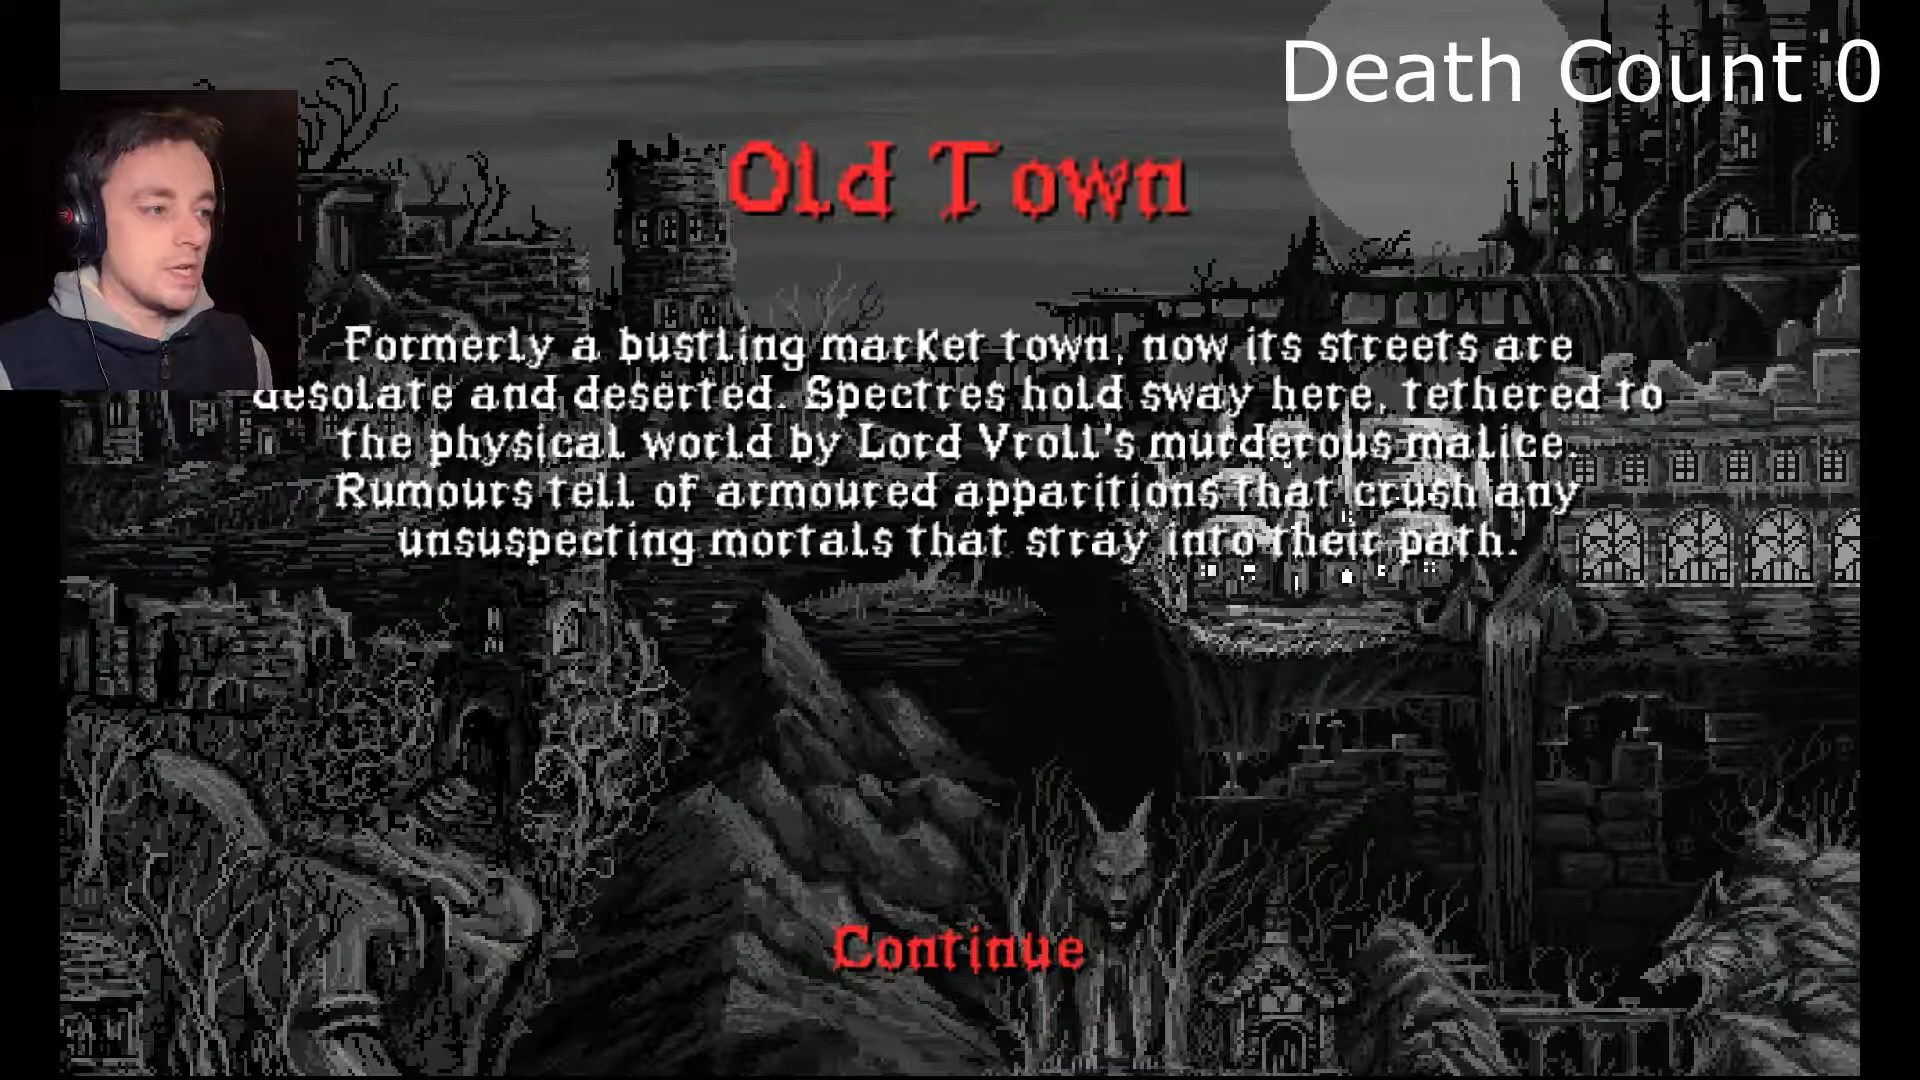 Death Count 0
Old Town
Formerly a bustling market town, now its streets are
desolate and deserted. Spectres hold sway here, tethered to
the physical world by Lord Vroll's murderous malice.
Rumours tell of armoured apparitions that crush any
unsuspecting mortals that stray into their path.
Continue